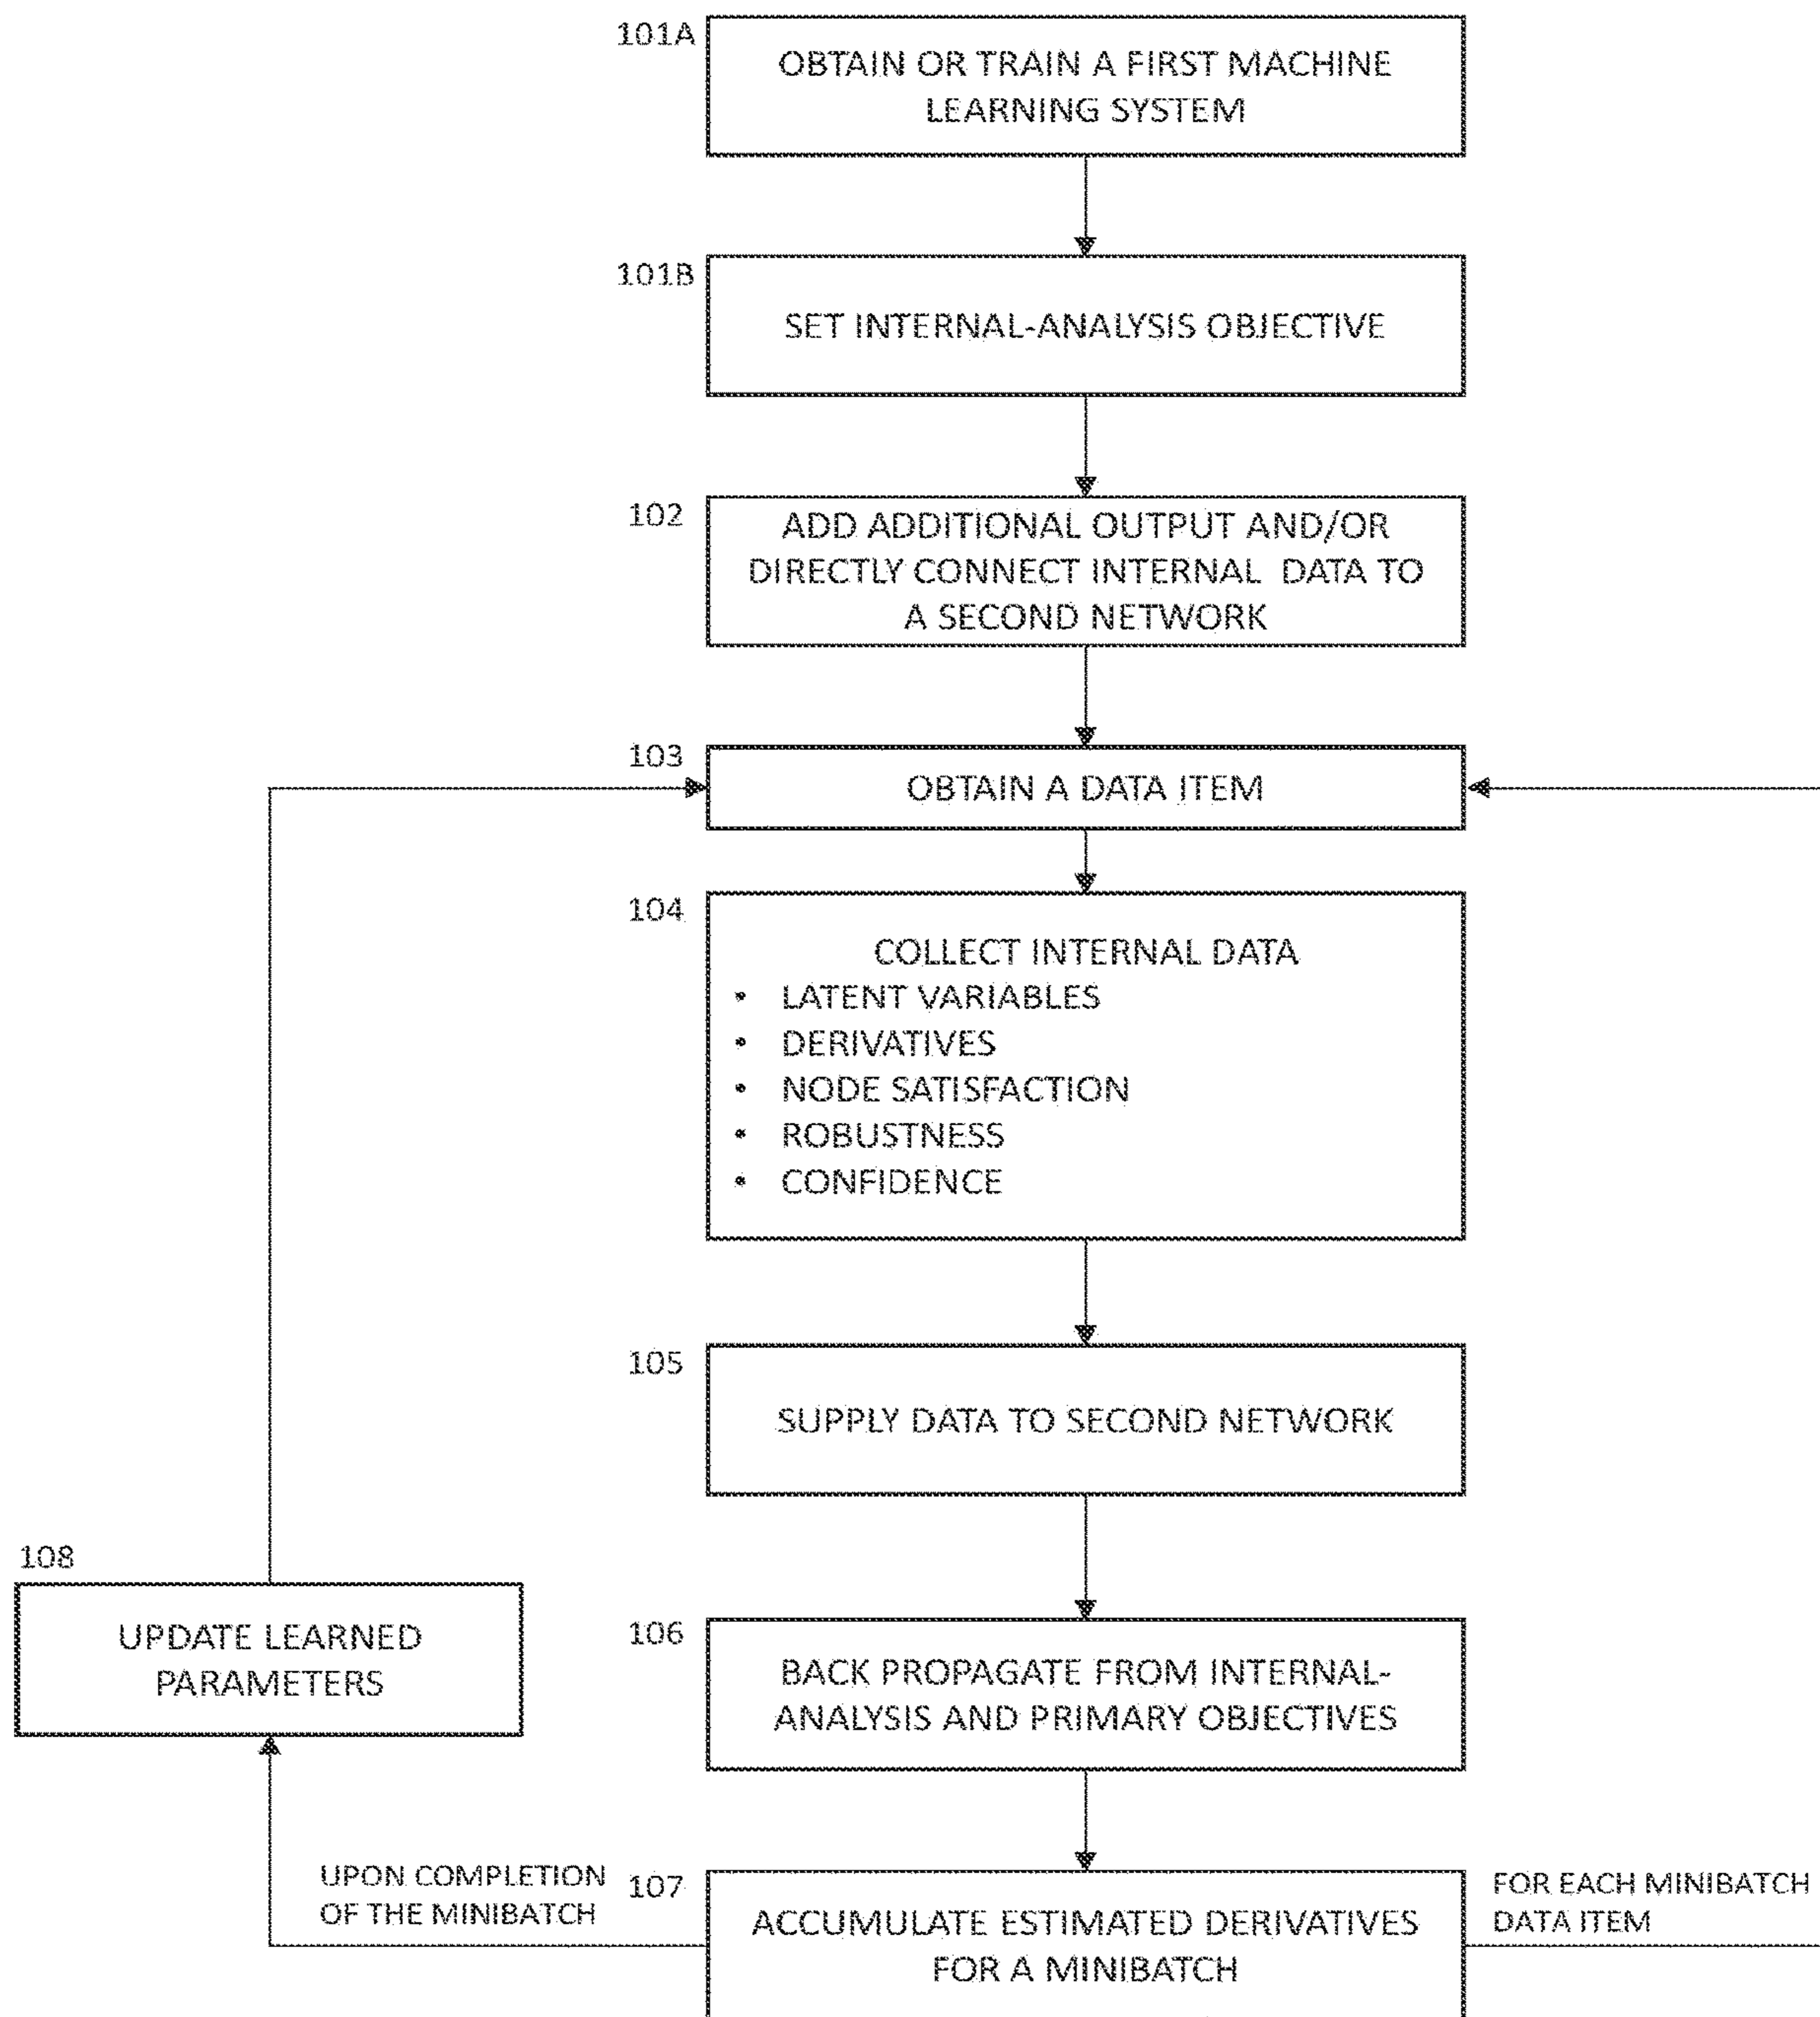 101A
OBTAIN OR TRAIN A FIRST MACHINE
LEARNING SYSTEM
101B
SET INTERNAL-ANALYSIS OBJECTIVE
102
ADD ADDITIONAL OUTPUT AND/OR
DIRECTLY CONNECT INTERNAL DATA TO
A SECOND NETWORK
103
OBTAIN A DATA ITEM
104
COLLECT INTERNAL DATA
• LATENT VARIABLES
• DERIVATIVES
• NODE SATISFACTION
• ROBUSTNESS
• CONFIDENCE
105
SUPPLY DATA TO SECOND NETWORK
108
UPDATE LEARNED
PARAMETERS
106
BACK PROPAGATE FROM INTERNAL-
ANALYSIS AND PRIMARY OBJECTIVES
UPON COMPLETION
OF THE MINIBATCH
107
ACCUMULATE ESTIMATED DERIVATIVES
FOR A MINIBATCH
FOR EACH MINIBATCH
DATA ITEM